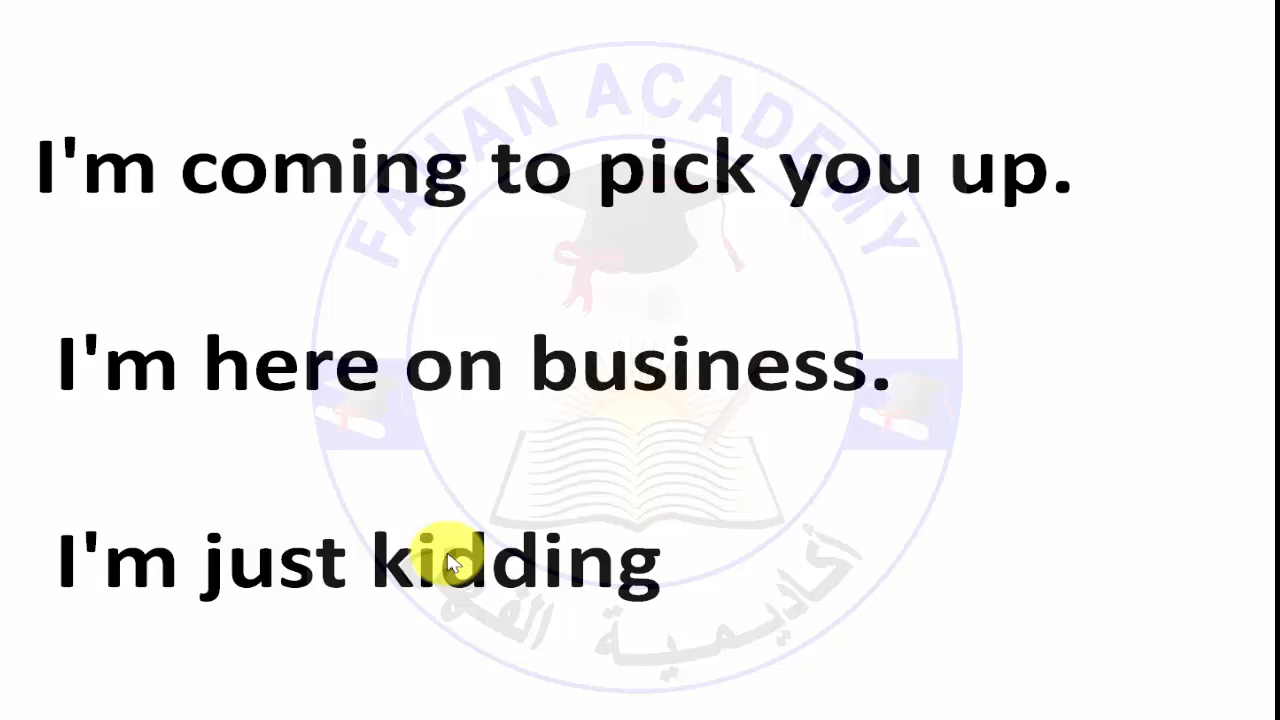 ACADEMY
I'm coming to pick you up.
I'm here on business.
I'm just kidding
أكاديمية